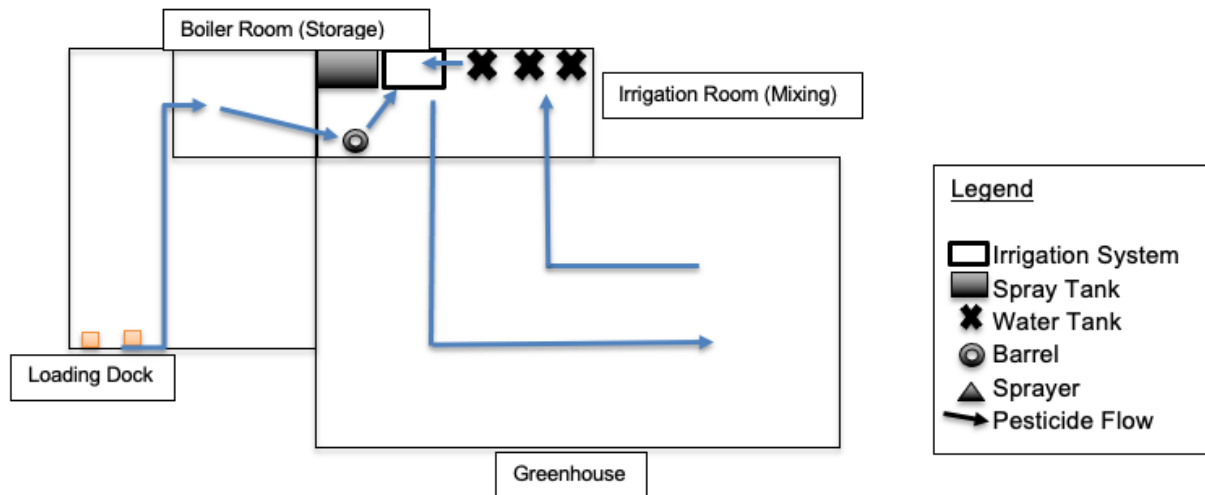 Boiler Room (Storage)
Irrigation Room (Mixing)
Loading Dock
Greenhouse
Legend
Irrigation System
Spray Tank
Water Tank
Barrel
Sprayer
Pesticide Flow